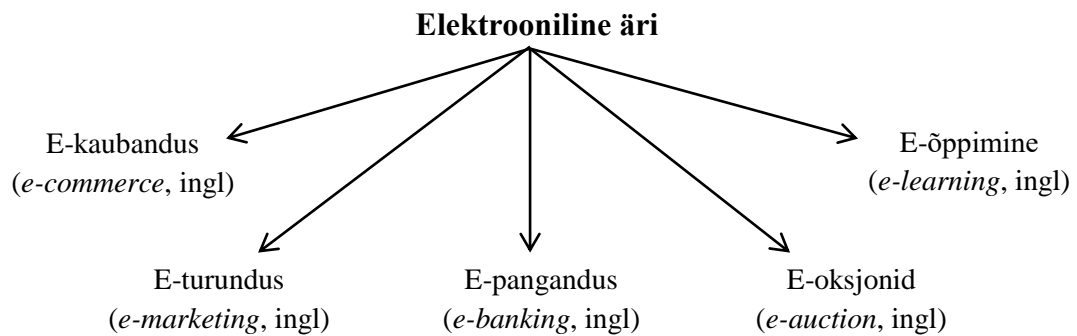 Elektrooniline äri
E-kaubandus
(e-commerce, ingl)
E-õppimine
(e-learning, ingl)
E-turundus
(e-marketing, ingl)
E-pangandus
(e-banking, ingl)
E-oksjonid
(e-auction, ingl)